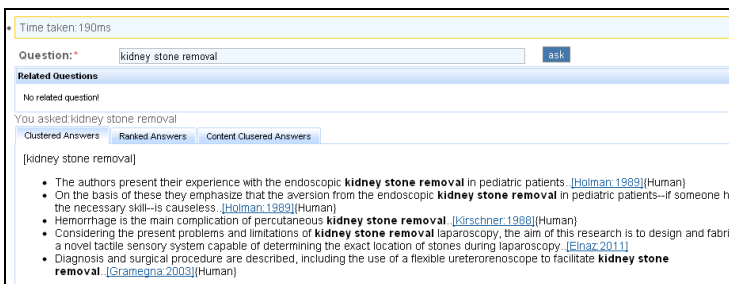 Time taken:190ms
Question:*
kidney stone removal
ask
Related Questions
No related question!
You asked:kidney stone removal
Clustered Answers
Ranked Answers
Content Clusered Answers
[kidney stone removal]
The authors present their experience with the endoscopic kidney stone removal in pediatric patients..[Holman:1989]{Human}
On the basis of these they emphasize that the aversion from the endoscopic kidney stone removal in pediatric patients--if someone h
the necessary skill--is causeless..[Holman:1989]{Human}
Hemorrhage is the main complication of percutaneous kidney stone removal..[Kirschner:1988]{Human}
Considering the present problems and limitations of kidney stone removal laparoscopy, the aim of this research is to design and fabri
a novel tactile sensory system capable of determining the exact location of stones during laparoscopy..[Elnaz:2011]
Diagnosis and surgical procedure are described, including the use of a flexible ureterorenoscope to facilitate kidney stone
removal..[Gramegna:2003]{Human}